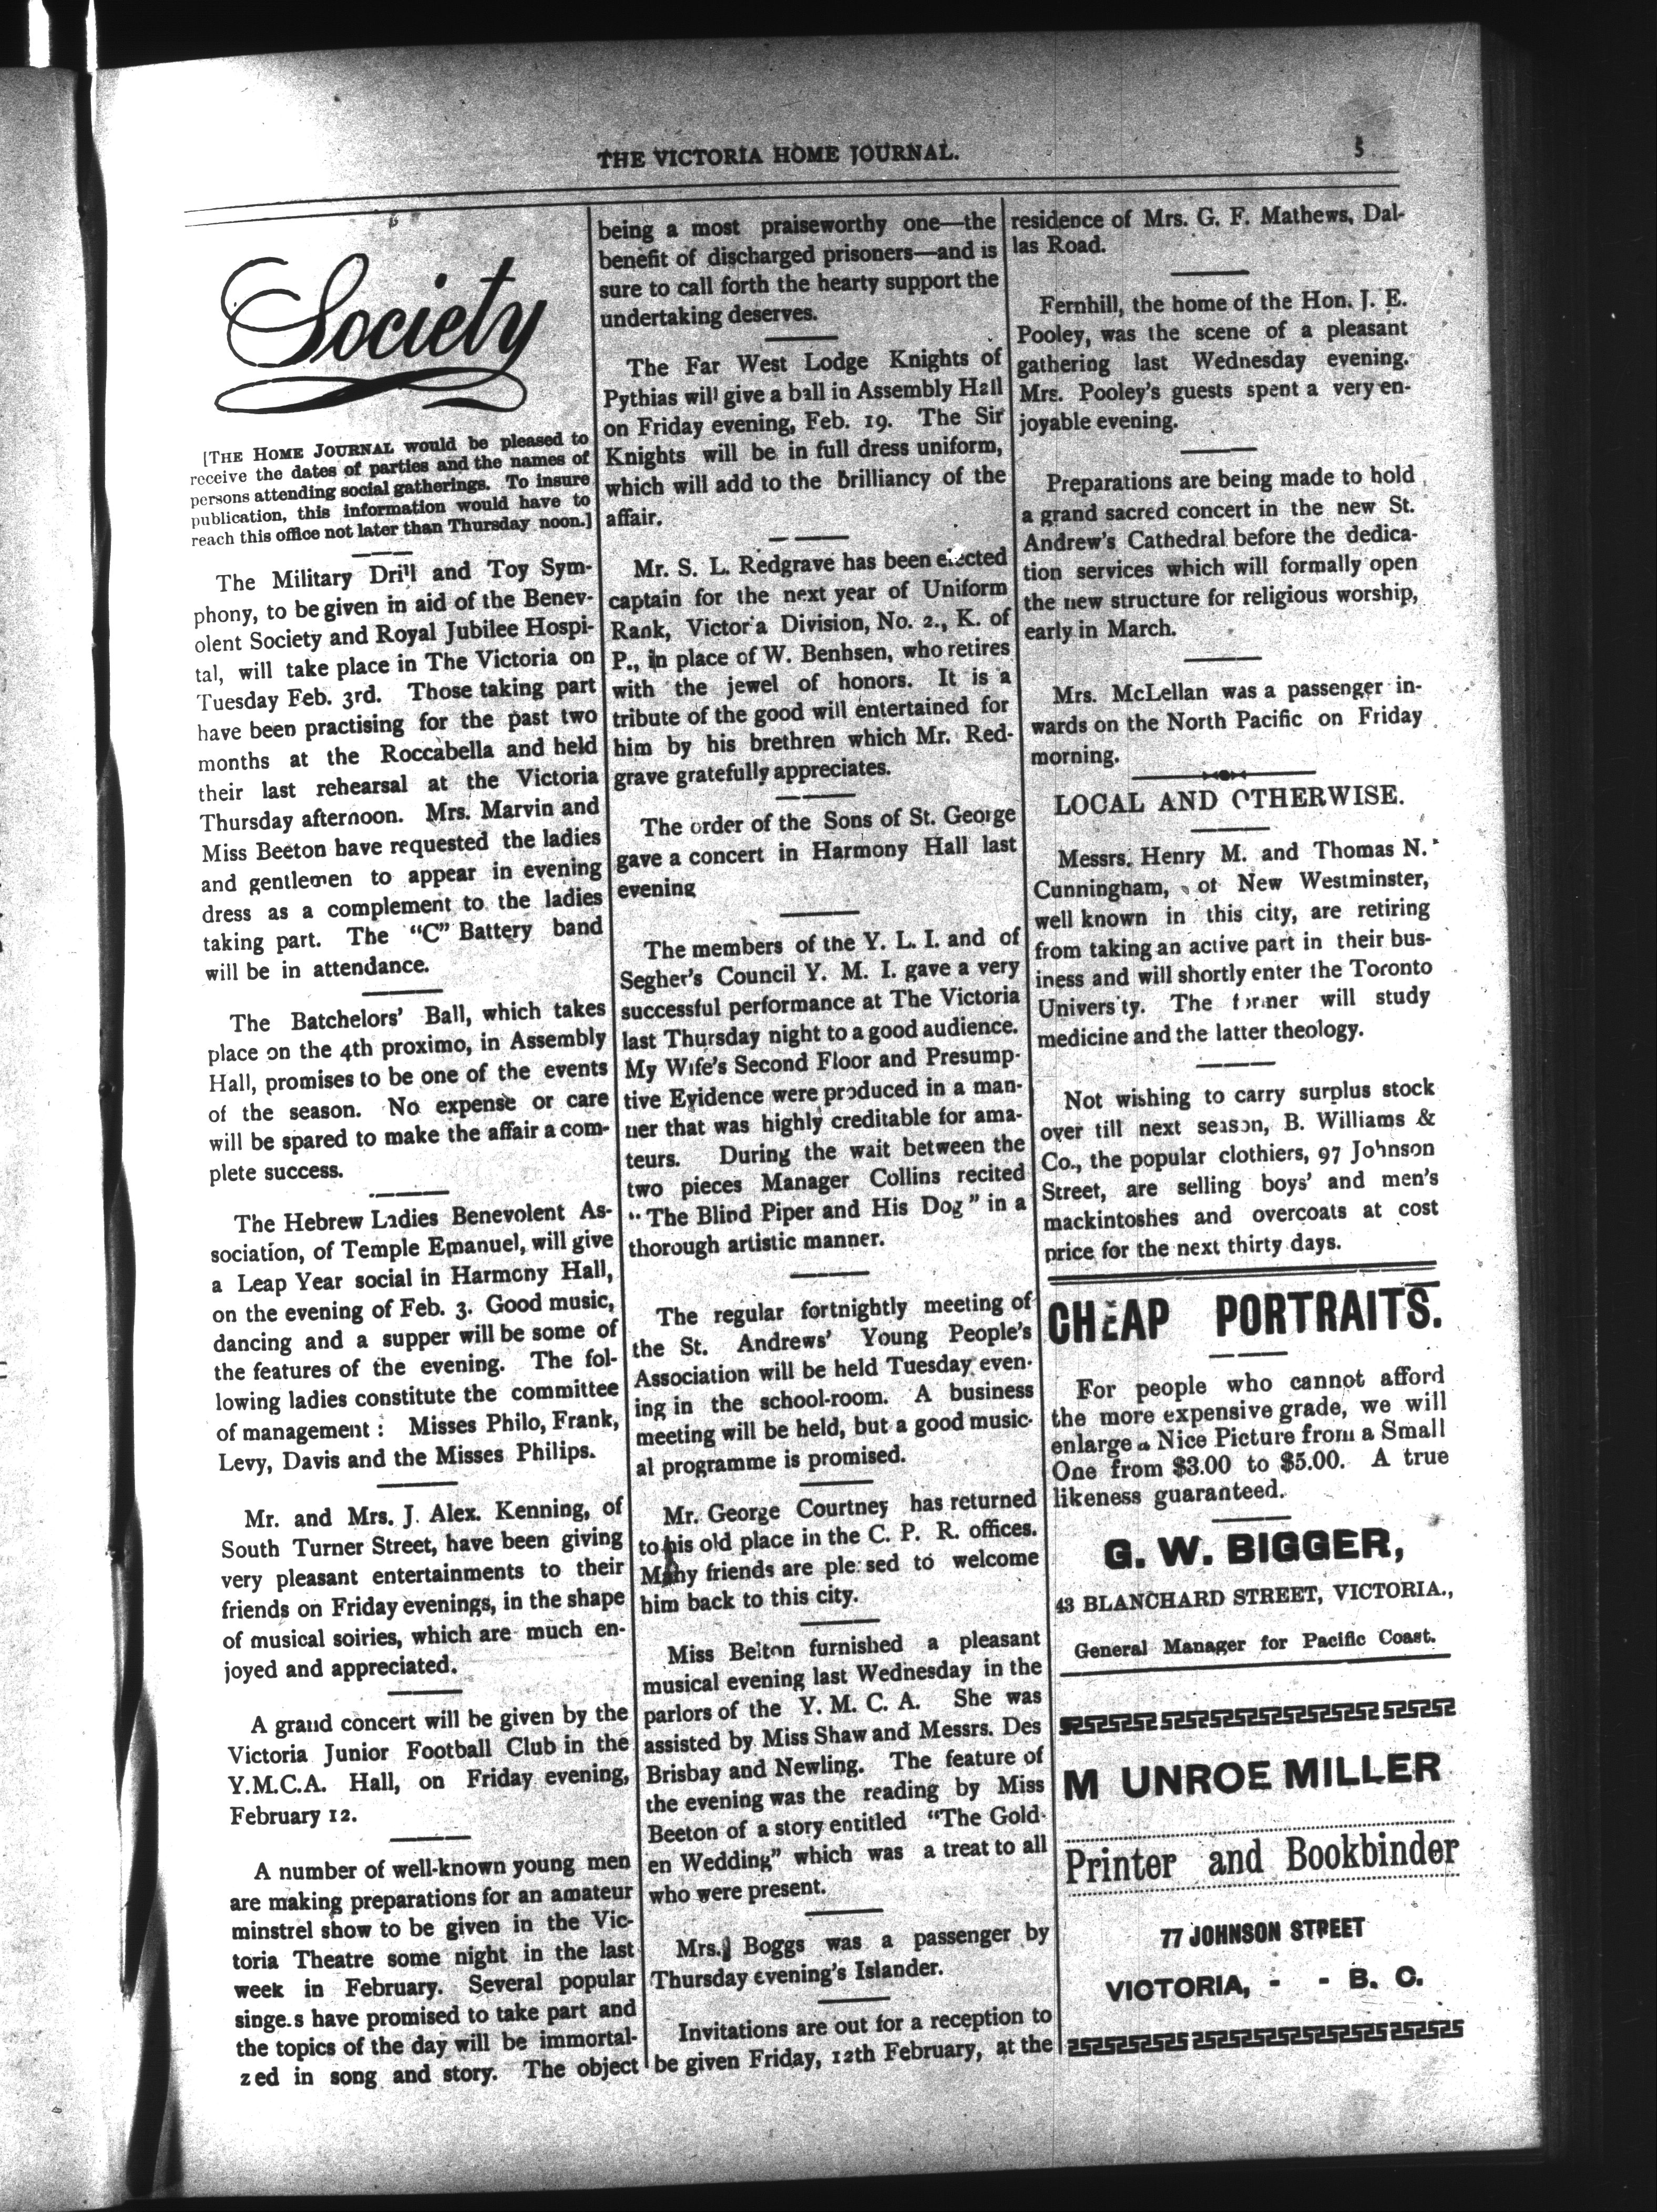 THE VICTORIA HOME JOURNAL.
5
Society
[THE HOME JOURNAL would be pleased to
receive the dates of parties and the names of
persons attending social gatherings. To insure
publication, this information would have to
reach this office not later than Thursday noon.]
The Military Drill and Toy Sym-
phony, to be given in aid of the Benev-
olent Society and Royal Jubilee Hospi-
tal, will take place in The Victoria on
Tuesday Feb. 3rd. Those taking part
have been practising for the past two
months at the Roccabella and held
their last rehearsal at the Victoria
Thursday afternoon. Mrs. Marvin and
Miss Beeton have requested the ladies
and gentlemen to appear in evening
dress as a complement to the ladies
taking part. The "C" Battery band
will be in attendance.
The Batchelors' Ball, which takes
place on the 4th proximo, in Assembly
Hall, promises to be one of the events
of the season. No expense or care
will be spared to make the affair a com-
plete success.
The Hebrew Ladies Benevolent As-
sociation, of Temple Emanuel, will give
a Leap Year social in Harmony Hall,
on the evening of Feb. 3. Good music,
dancing and a supper will be some of
the features of the evening. The fol-
lowing ladies constitute the committee
of management: Misses Philo, Frank,
Levy, Davis and the Misses Philips.
Mr. and Mrs. J. Alex. Kenning, of
South Turner Street, have been giving
very pleasant entertainments to their
friends on Friday evenings, in the shape
of musical soiries, which are much en-
joyed and appreciated.
A grand concert will be given by the
Victoria Junior Football Club in the
Y.M.C.A. Hall, on Friday evening,
February 12.
A number of well-known young men
are making preparations for an amateur
minstrel show to be given in the Vic-
toria Theatre some night in the last
week in February. Several popular
singe.s have promised to take part and
the topics of the day will be immortal-
zed in song and story. The object
being a most praiseworthy one—the
benefit of discharged prisoners—and is
sure to call forth the hearty support the
undertaking deserves.
The Far West Lodge Knights of
Pythias will give a ball in Assembly Hall
on Friday evening, Feb. 19. The Sir
Knights will be in full dress uniform,
which will add to the brilliancy of the
affair.
Mr. S. L. Redgrave has been elected
captain for the next year of Uniform
Rank, Victor'a Division, No. 2., K. of
P., in place of W. Benhsen, who retires
with the jewel of honors. It is a
tribute of the good will entertained for
him by his brethren which Mr. Red-
grave gratefully appreciates.
The order of the Sons of St. George
gave a concert in Harmony Hall last
evening
The members of the Y. L. I. and of
Segher's Council Y. M. I. gave a very
successful performance at The Victoria
last Thursday night to a good audience.
My Wife's Second Floor and Presump-
tive Evidence were produced in a man-
ner that was highly creditable for ama-
teurs. During the wait between the
two pieces Manager Collins recited
"The Blind Piper and His Dog" in a
thorough artistic manner.
The regular fortnightly meeting of
the St. Andrews' Young People's
Association will be held Tuesday even-
ing in the school-room. A business
meeting will be held, but a good music-
al programme is promised.
Mr. George Courtney has returned
to his old place in the C. P. R. offices.
Many friends are pleased to welcome
him back to this city.
Miss Belton furnished a pleasant
musical evening last Wednesday in the
parlors of the Y. M. C. A. She was
assisted by Miss Shaw and Messrs. Des
Brisbay and Newling. The feature of
the evening was the reading by Miss
Beeton of a story entitled "The Gold-
en Wedding" which was a treat to all
who were present.
Mrs. Boggs was a passenger by
Thursday evening's Islander.
Invitations are out for a reception to
be given Friday, 12th February, at the
residence of Mrs. G. F. Mathews, Dal-
las Road.
Fernhill, the home of the Hon. J. E.
Pooley, was the scene of a pleasant
gathering last Wednesday evening.
Mrs. Pooley's guests spent a very en-
joyable evening.
Preparations are being made to hold
a grand sacred concert in the new St.
Andrew's Cathedral before the dedica-
tion services which will formally open
the new structure for religious worship,
early in March.
Mrs. McLellan was a passenger in-
wards on the North Pacific on Friday
morning.
LOCAL AND OTHERWISE.
Messrs. Henry M. and Thomas N.
Cunningham, of New Westminster,
well known in this city, are retiring
from taking an active part in their bus-
iness and will shortly enter the Toronto
Univers'ty. The former will study
medicine and the latter theology.
Not wishing to carry surplus stock
over till next season, B. Williams &
Co., the popular clothiers, 97 Johnson
Street, are selling boys' and men's
mackintoshes and overcoats at cost
price for the next thirty days.
CHEAP PORTRAITS.
For people who cannot afford
the more expensive grade, we will
enlarge a Nice Picture from a Small
One from $3.00 to $5.00. A true
likeness guaranteed.
G. W. BIGGER,
43 BLANCHARD STREET, VICTORIA.,
General Manager for Pacific Coast.
M UNROE MILLER
Printer and Bookbinder
77 JOHNSON STREET
VICTORIA, - - B. C.